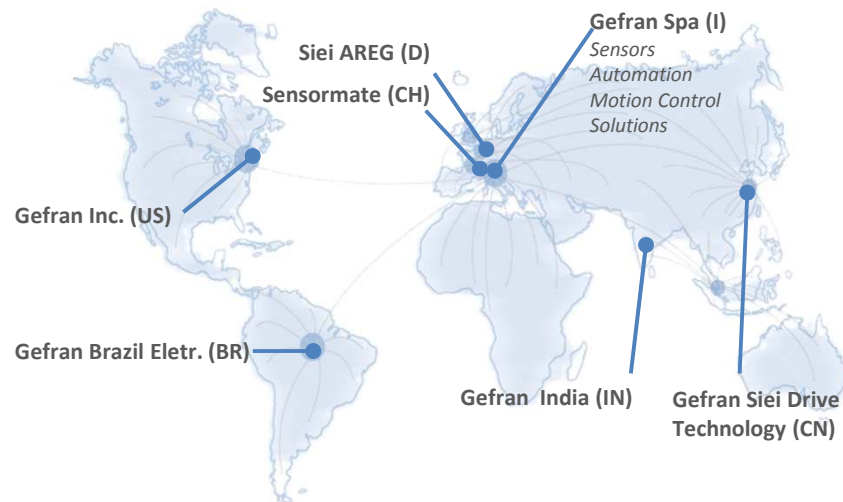 Gefran Spa (I)
Sensors
Automation
Motion Control
Solutions
Siei AREG (D)
Sensormate (CH)
Gefran Inc. (US)
Gefran Brazil Eletr. (BR)
Gefran India (IN)
Gefran Siei Drive
Technology (CN)